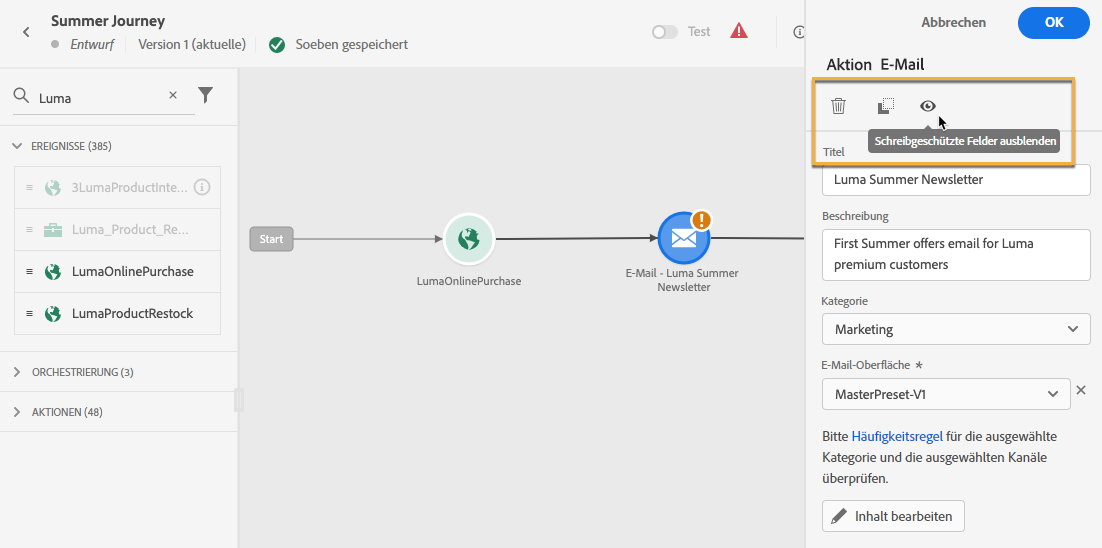 Summer Journey
Entwurf
Version 1 (aktuelle)
Soeben gespeichert
Test
Abbrechen
OK
Luma
EREIGNISSE (385)
3LumaProductInte...
Luma_Product_Re...
LumaOnlinePurchase
LumaProductRestock
ORCHESTRIERUNG (3)
AKTIONEN (48)
Start
LumaOnlinePurchase
E-Mail - Luma Summer
Newsletter
Aktion E-Mail
Schreibgeschützte Felder ausblenden
Titel
Luma Summer Newsletter
Beschreibung
First Summer offers email for Luma
premium customers
Kategorie
Marketing
E-Mail-Oberfläche *
MasterPreset-V1
Bitte Häufigkeitsregel für die ausgewählte
Kategorie und die ausgewählten Kanäle
überprüfen.
Inhalt bearbeiten